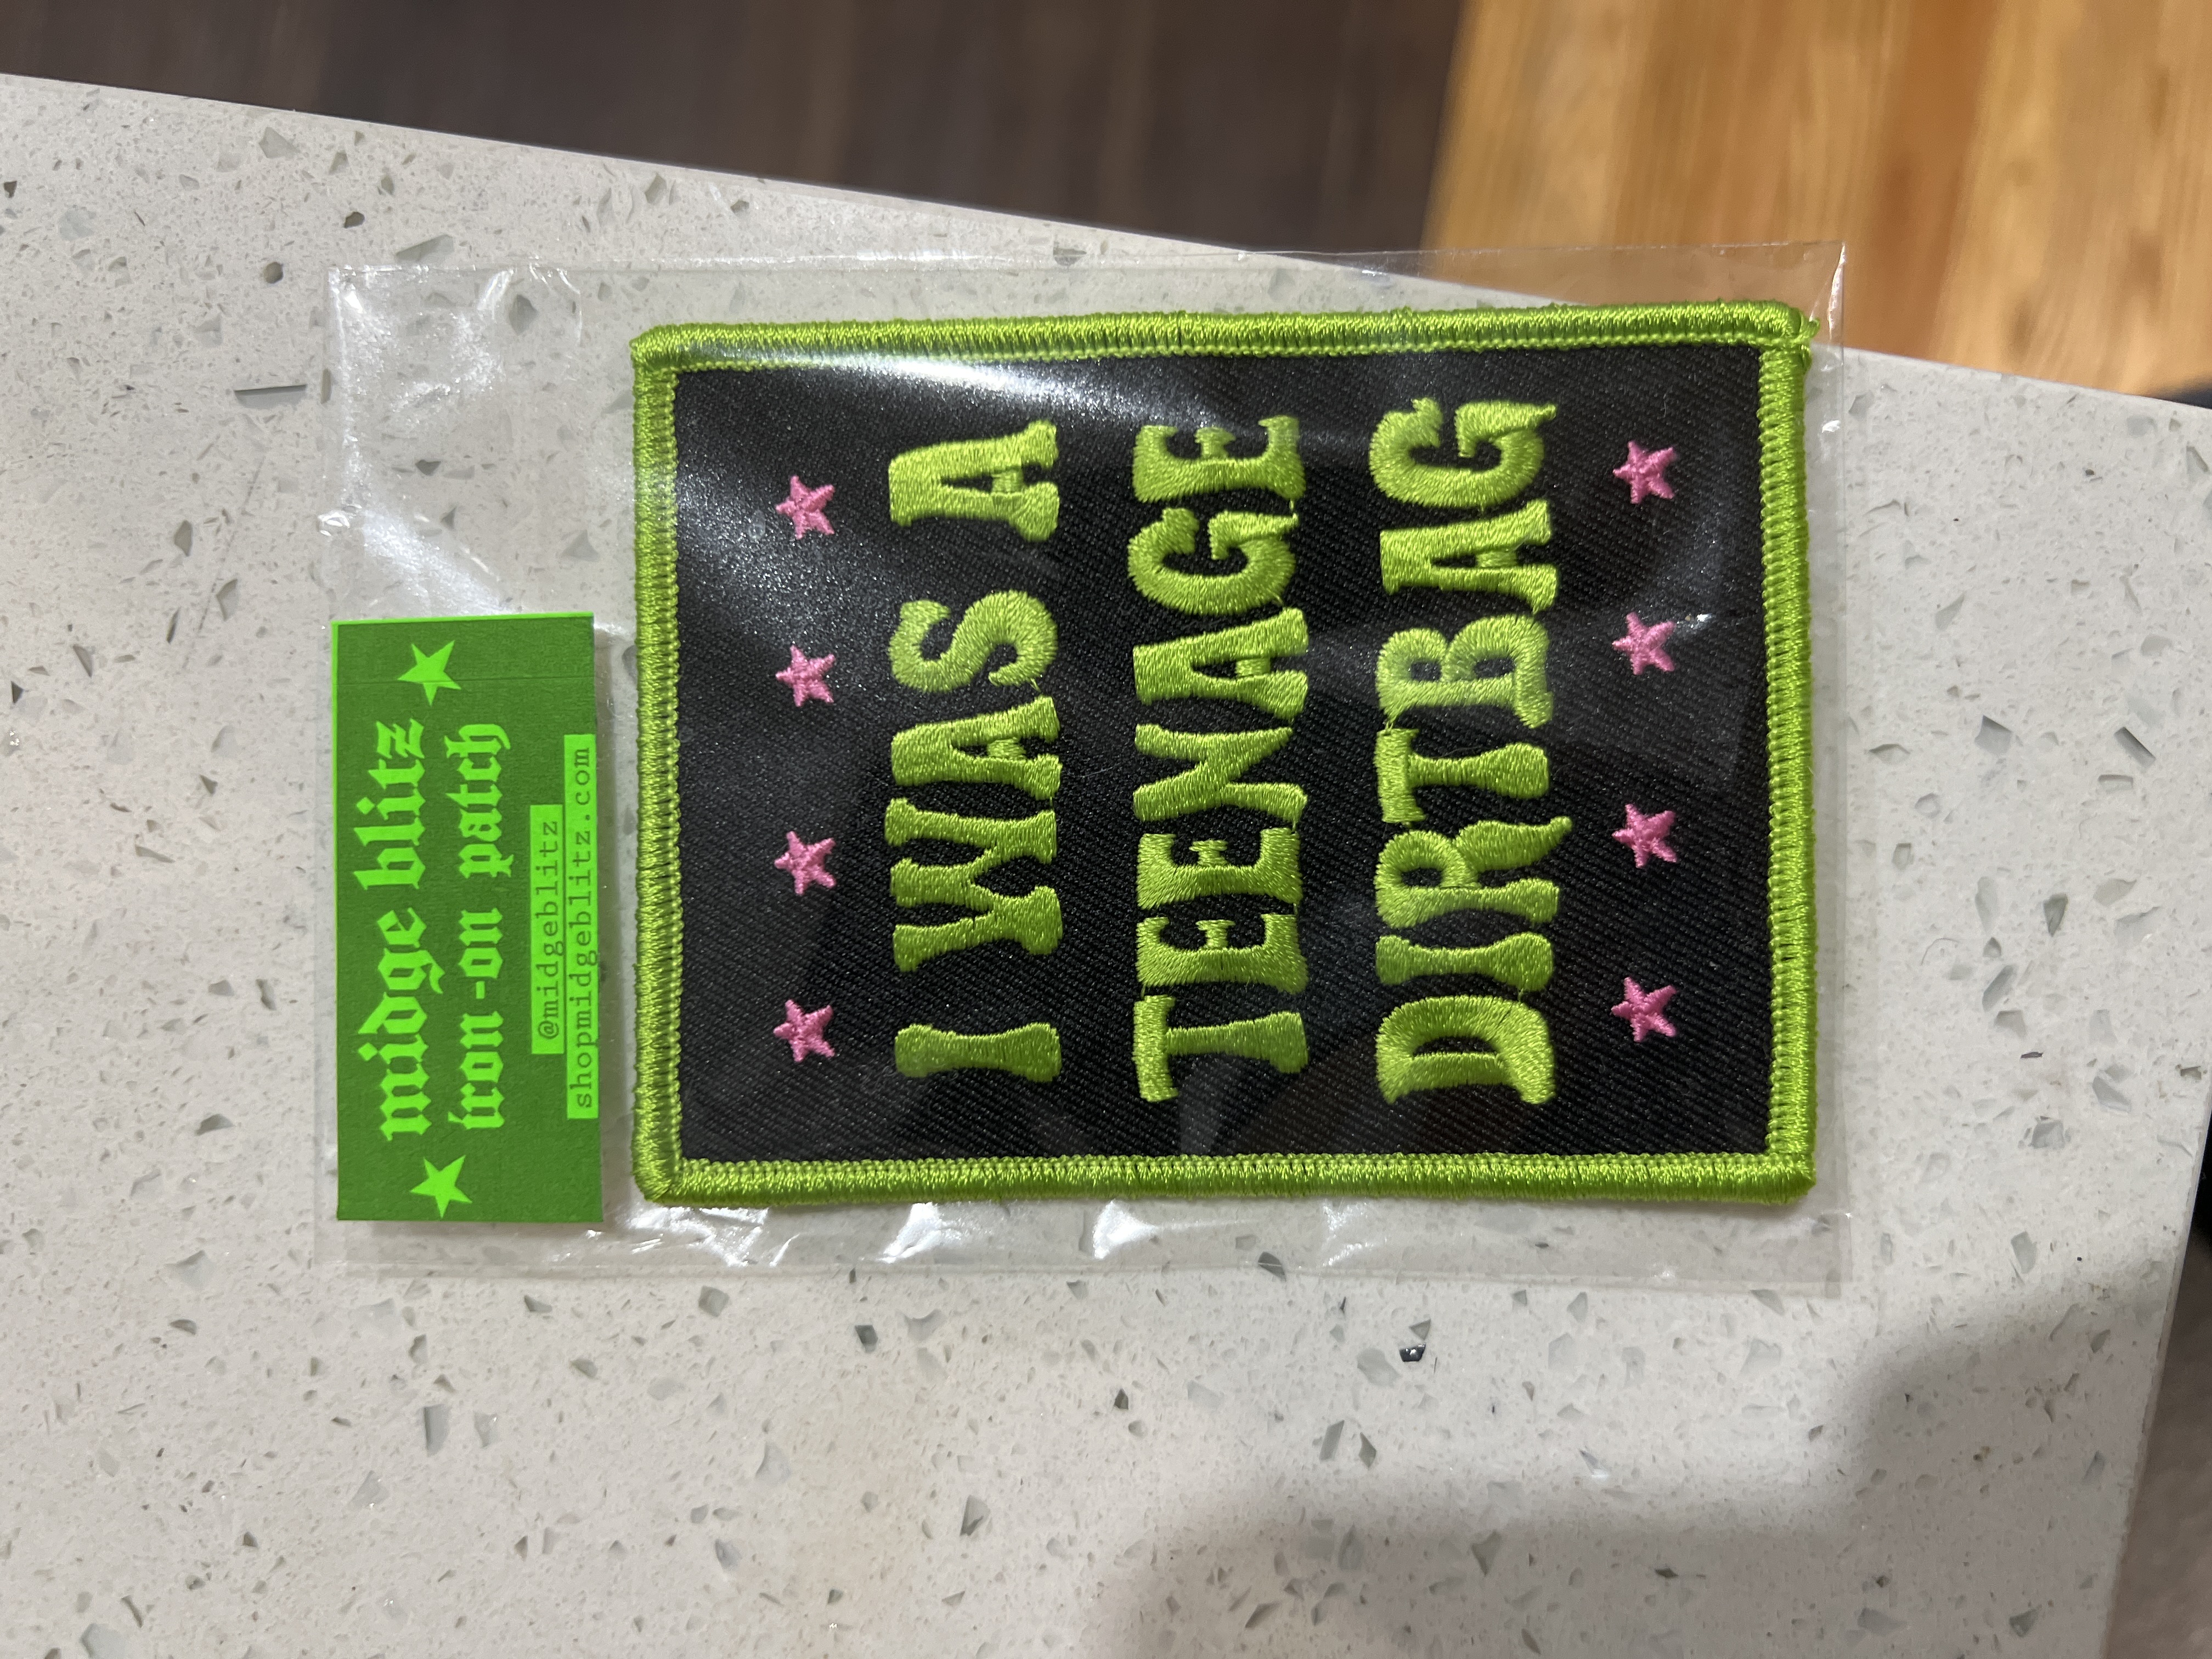 midge blitz
iron-on patch
@midgeblitz
shopmidgeblitz.com
I WAS A
TEENAGE
DIRTBAG